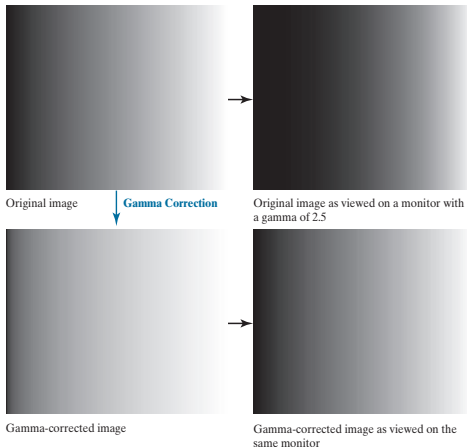 Original image
Gamma Correction
Original image as viewed on a monitor with
a gamma of 2.5
Gamma-corrected image
Gamma-corrected image as viewed on the
same monitor